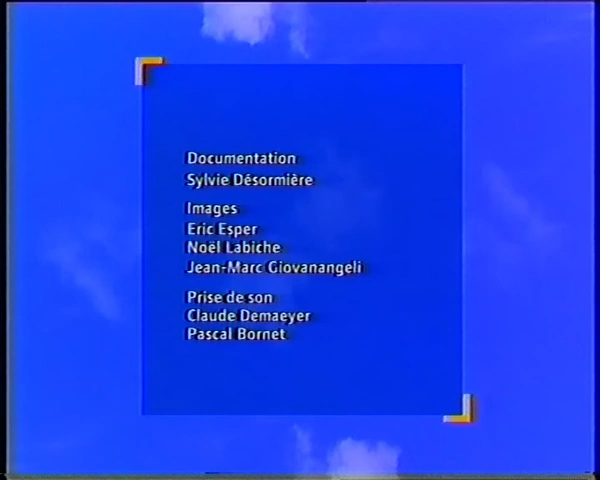 Documentation
Sylvie Désormière
Images
Eric Esper
Noël Labiche
Jean-Marc Giovanangeli
Prise de son
Claude Demaeyer
Pascal Bornet